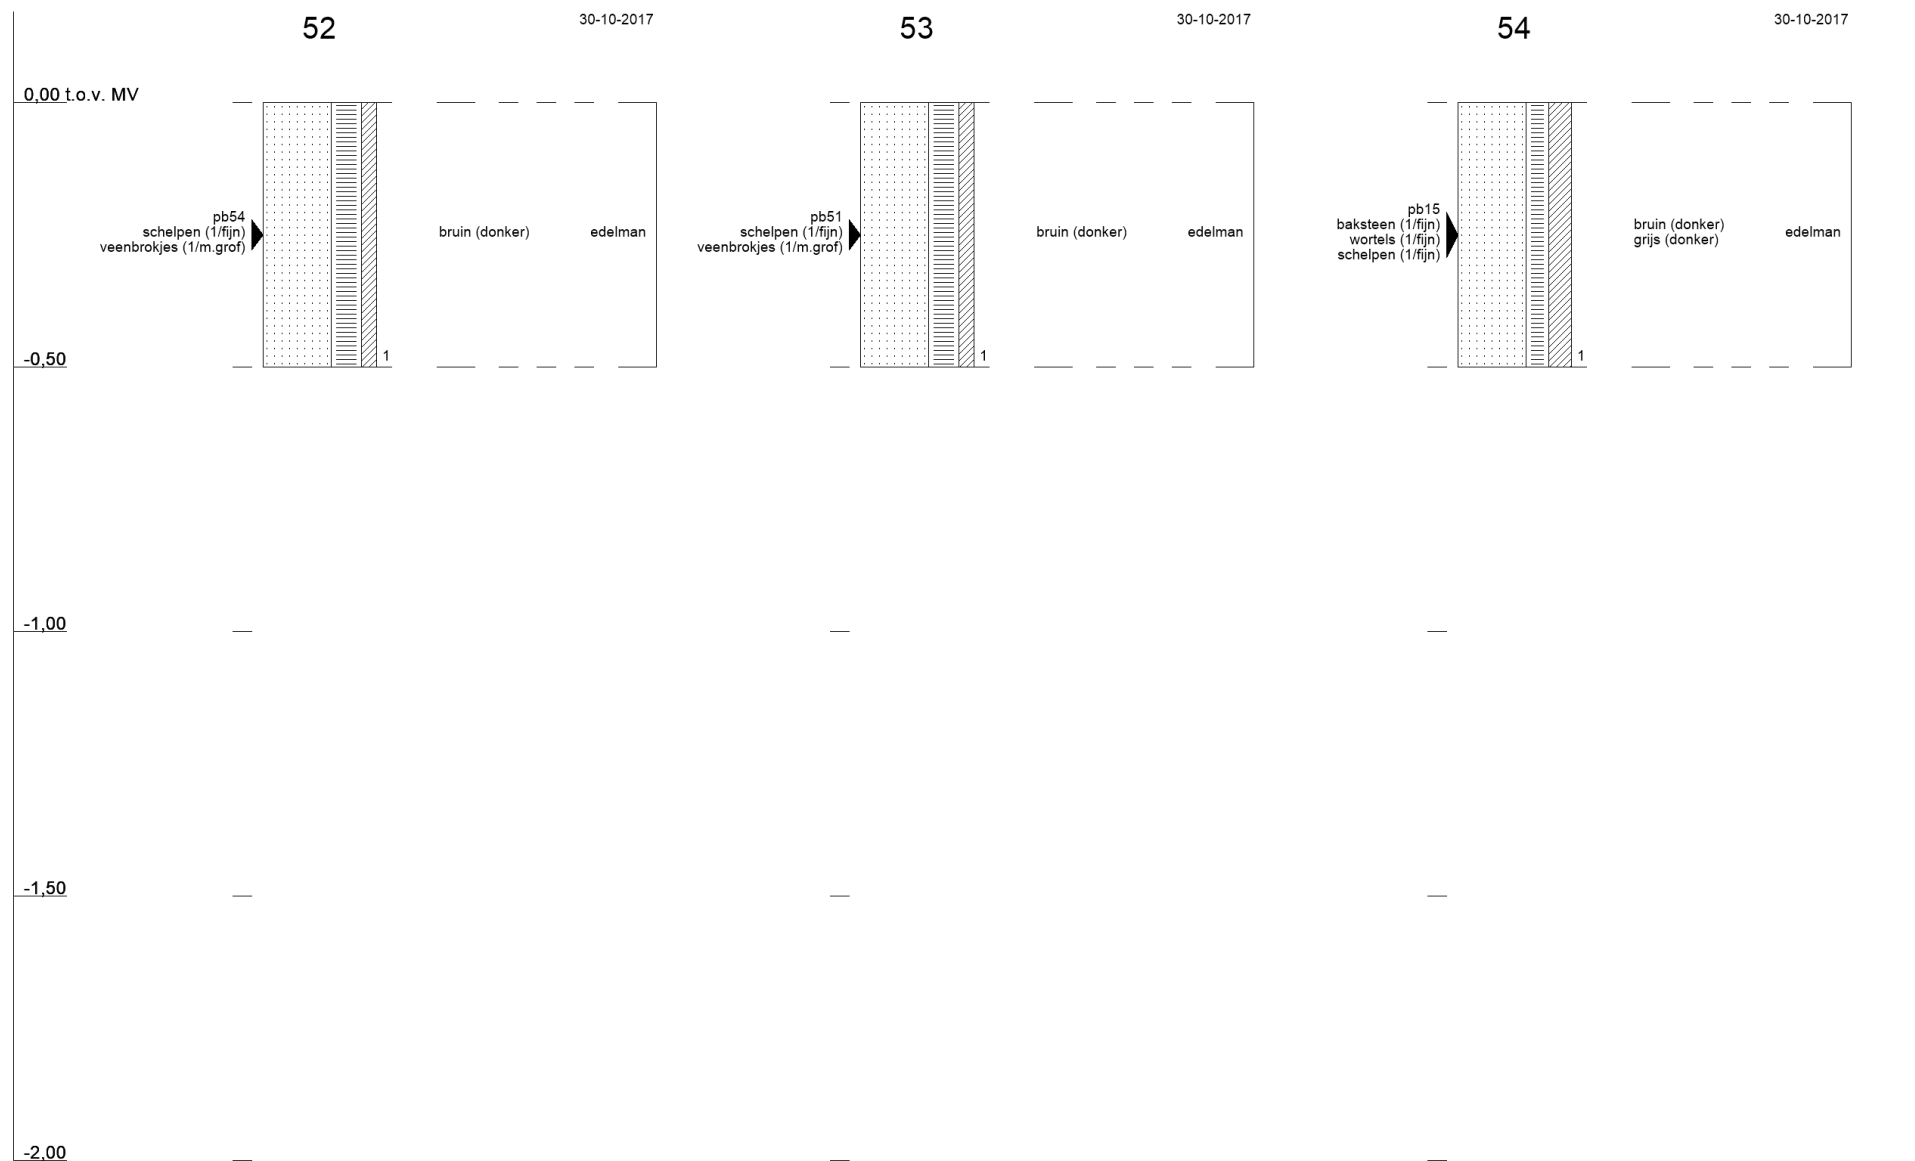 52
30-10-2017
53
30-10-2017
54
30-10-2017
0,00 t.o.v. MV
pb54
schelpen (1/fijn)
veenbrokjes (1/m.grof)
bruin (donker)
edelman
1
pb51
schelpen (1/fijn)
veenbrokjes (1/m.grof)
bruin (donker)
edelman
1
pb15
baksteen (1/fijn)
wortels (1/fijn)
schelpen (1/fijn)
bruin (donker)
grijs (donker)
edelman
1
-0,50
-1,00
-1,50
-2,00